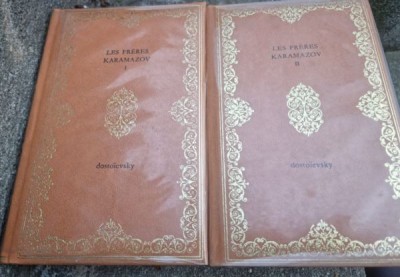 LES FRÈRES
KARAMAZOV
I
dostoïevsky
LES FRÈRES
KARAMAZOV
II
dostoïevsky